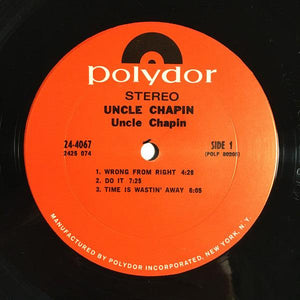 polydor
STEREO
UNCLE CHAPIN
Uncle Chapin
24-4067
2425 074
SIDE 1
1. WRONG FROM RIGHT 4:28
2. DO IT 7:25
3. TIME IS WASTIN' AWAY 6:05
MANUFACTURED BY POLYDOR INCORPORATED, NEW YORK, N.Y.